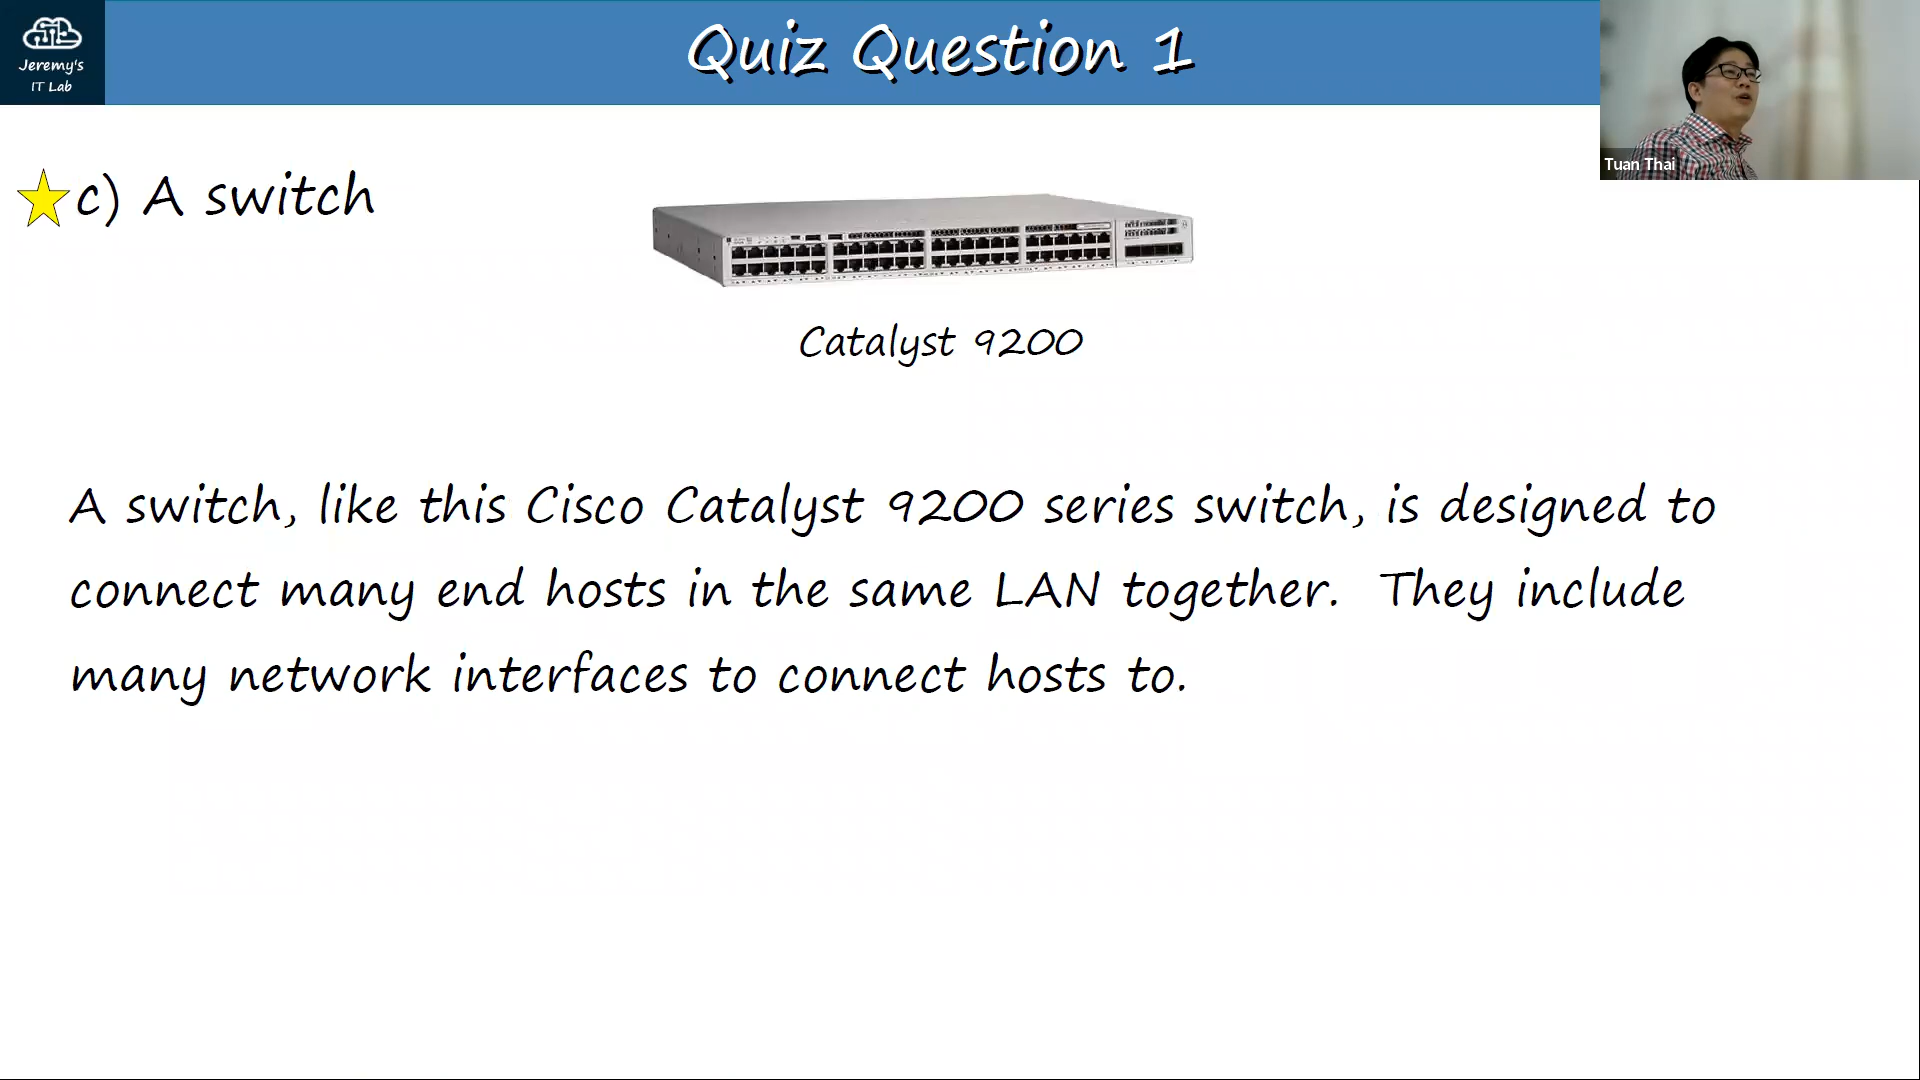 Jeremy's
IT Lab
Quiz Question 1
Tuan Thai
c) A switch
Catalyst 9200
A switch, like this Cisco Catalyst 9200 series switch, is designed to
connect many end hosts in the same LAN together. They include
many network interfaces to connect hosts to.